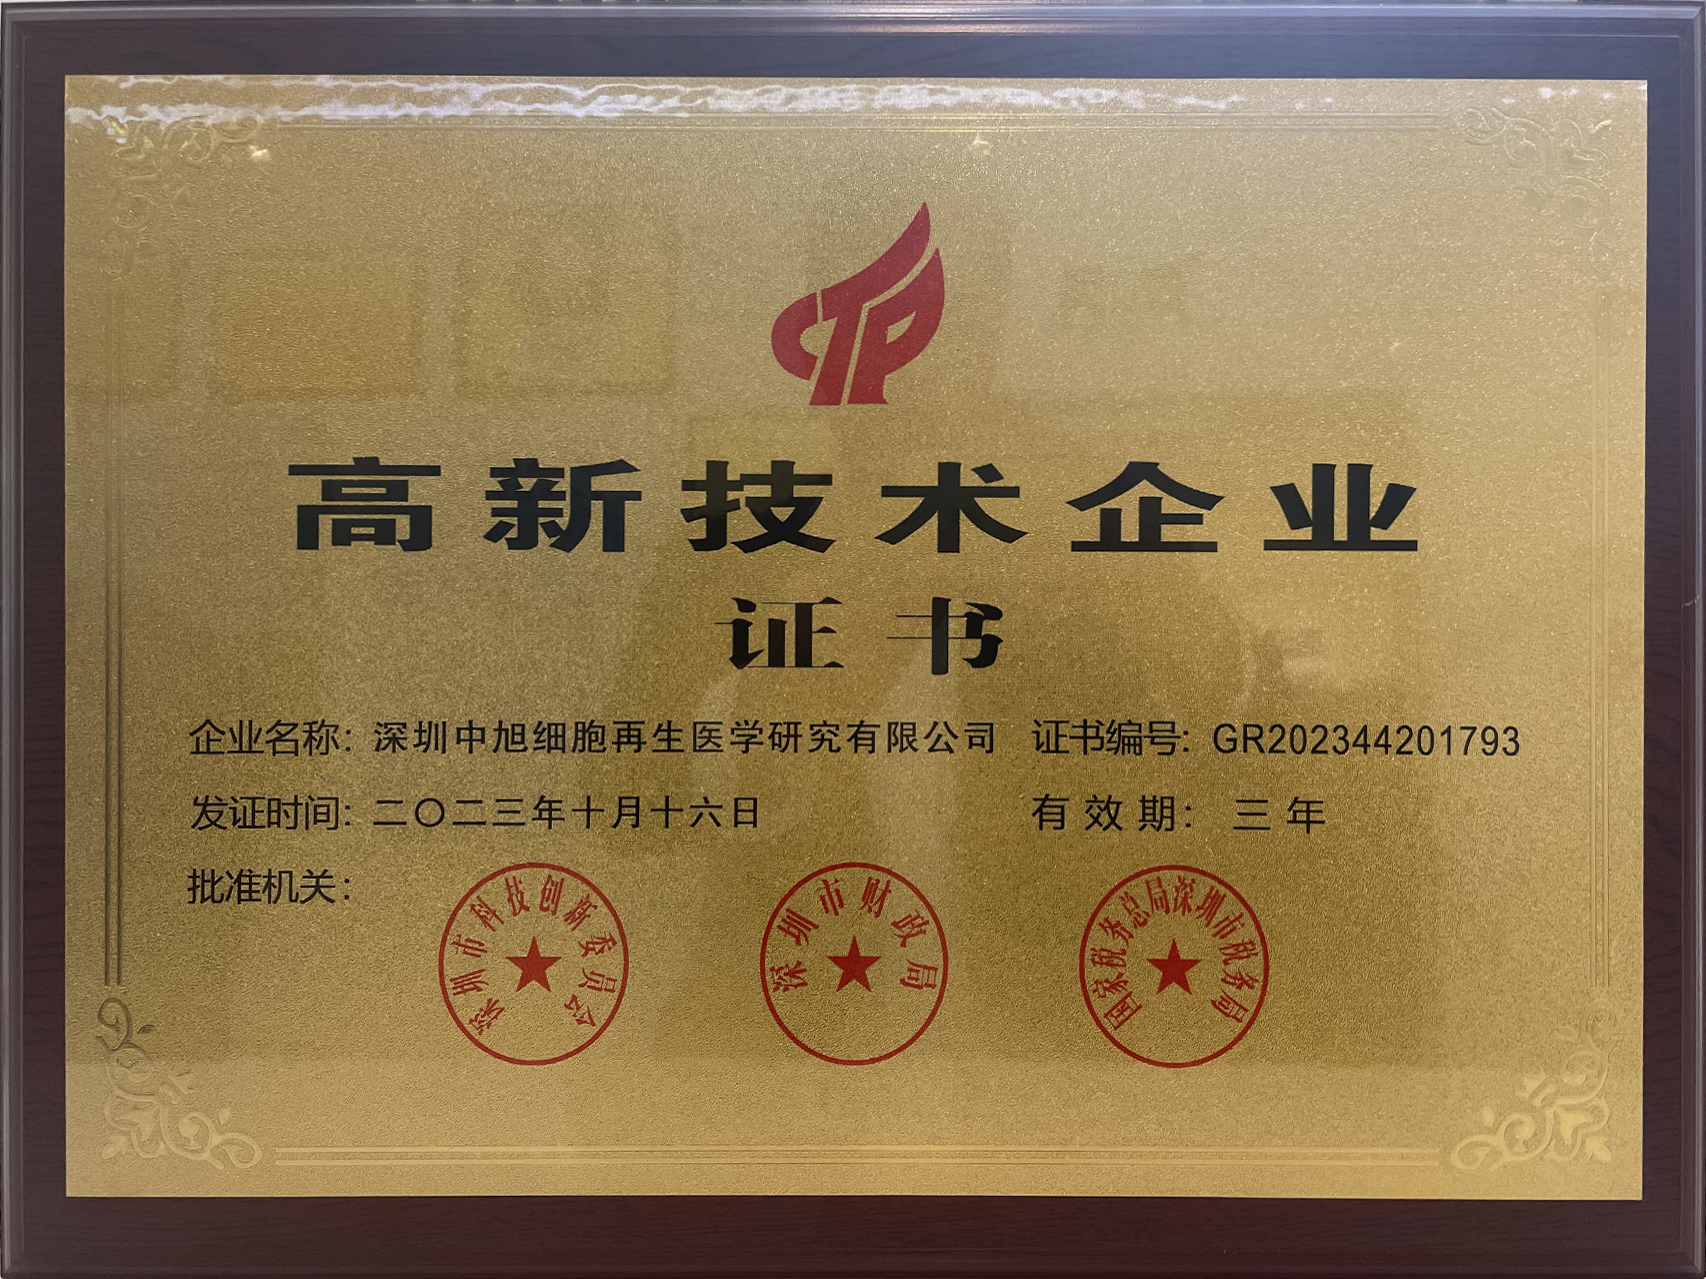 CTP
高新技术企业
证书
企业名称：深圳中旭细胞再生医学研究有限公司 证书编号：GR202344201793
发证时间：二〇二三年十月十六日 有效期：三年
批准机关：
深圳市科技创新委员会
深圳市财政局
国家税务总局深圳市税务局